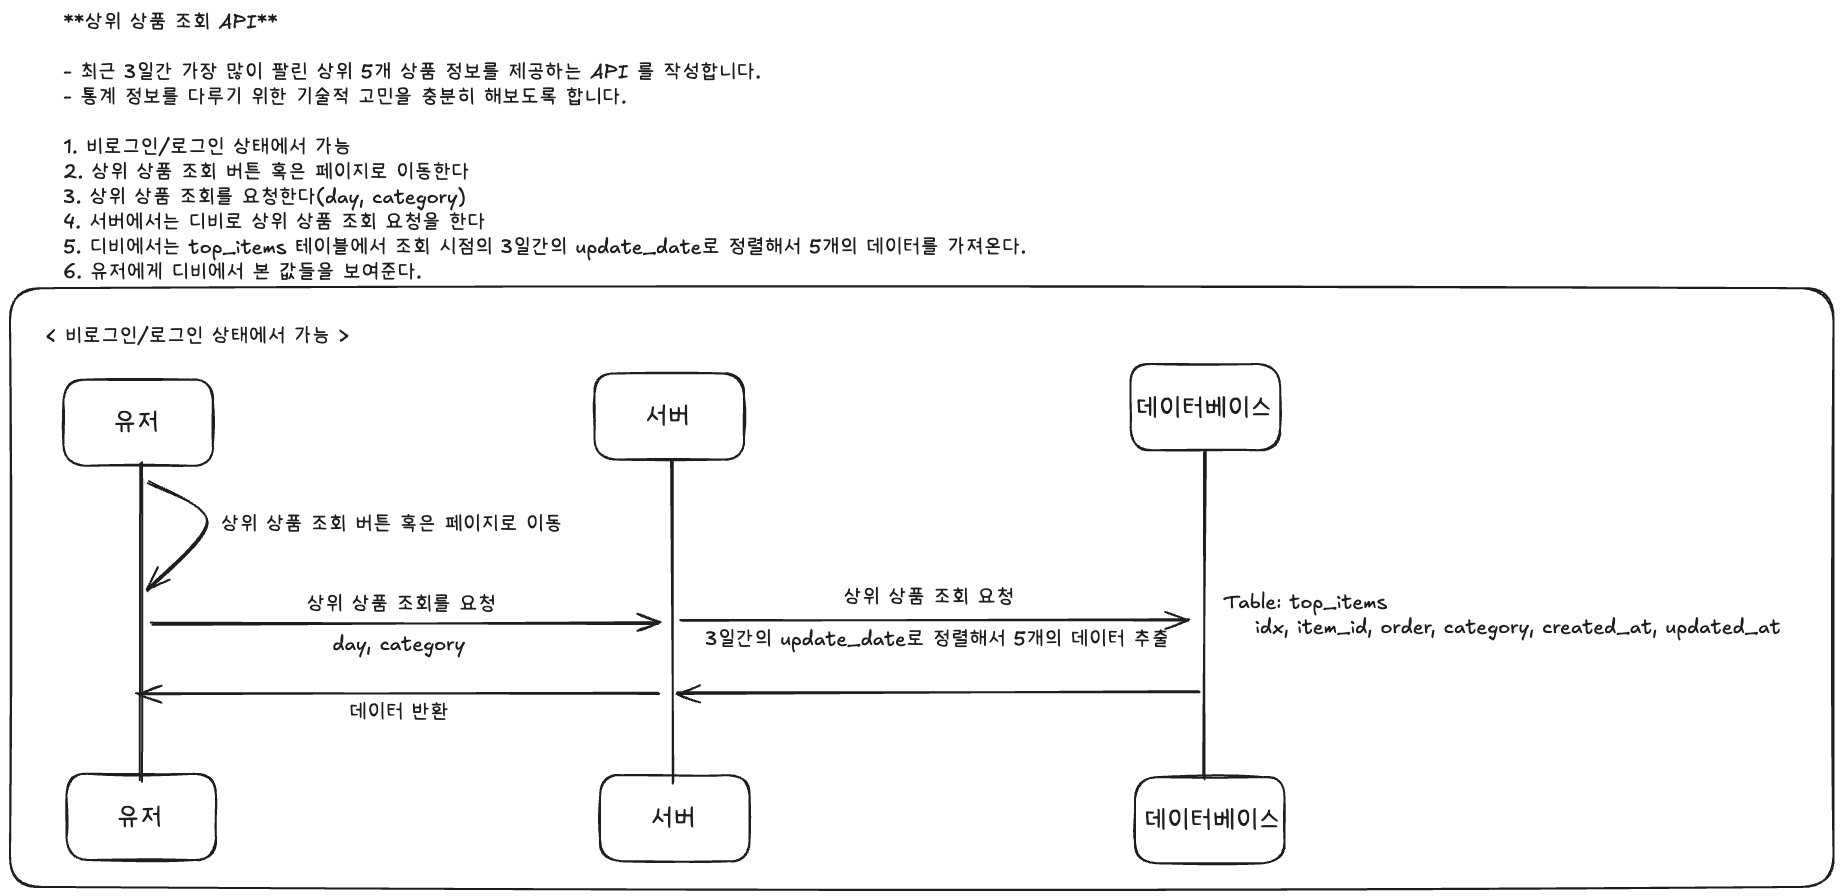 **상위 상품 조회 API**
- 최근 3일간 가장 많이 팔린 상위 5개 상품 정보를 제공하는 API 를 작성합니다.
- 통계 정보를 다루기 위한 기술적 고민을 충분히 해보도록 합니다.
1. 비로그인/로그인 상태에서 가능
2. 상위 상품 조회 버튼 혹은 페이지로 이동한다
3. 상위 상품 조회를 요청한다(day, category)
4. 서버에서는 디비로 상위 상품 조회 요청을 한다
5. 디비에서는 top_items 테이블에서 조회 시점의 3일간의 update_date로 정렬해서 5개의 데이터를 가져온다.
6. 유저에게 디비에서 본 값들을 보여준다.
< 비로그인/로그인 상태에서 가능 >
유저
서버
데이터베이스
상위 상품 조회 버튼 혹은 페이지로 이동
상위 상품 조회를 요청
day, category
상위 상품 조회 요청
3일간의 update_date로 정렬해서 5개의 데이터 추출
Table: top_items
idx, item_id, order, category, created_at, updated_at
데이터 반환
유저
서버
데이터베이스